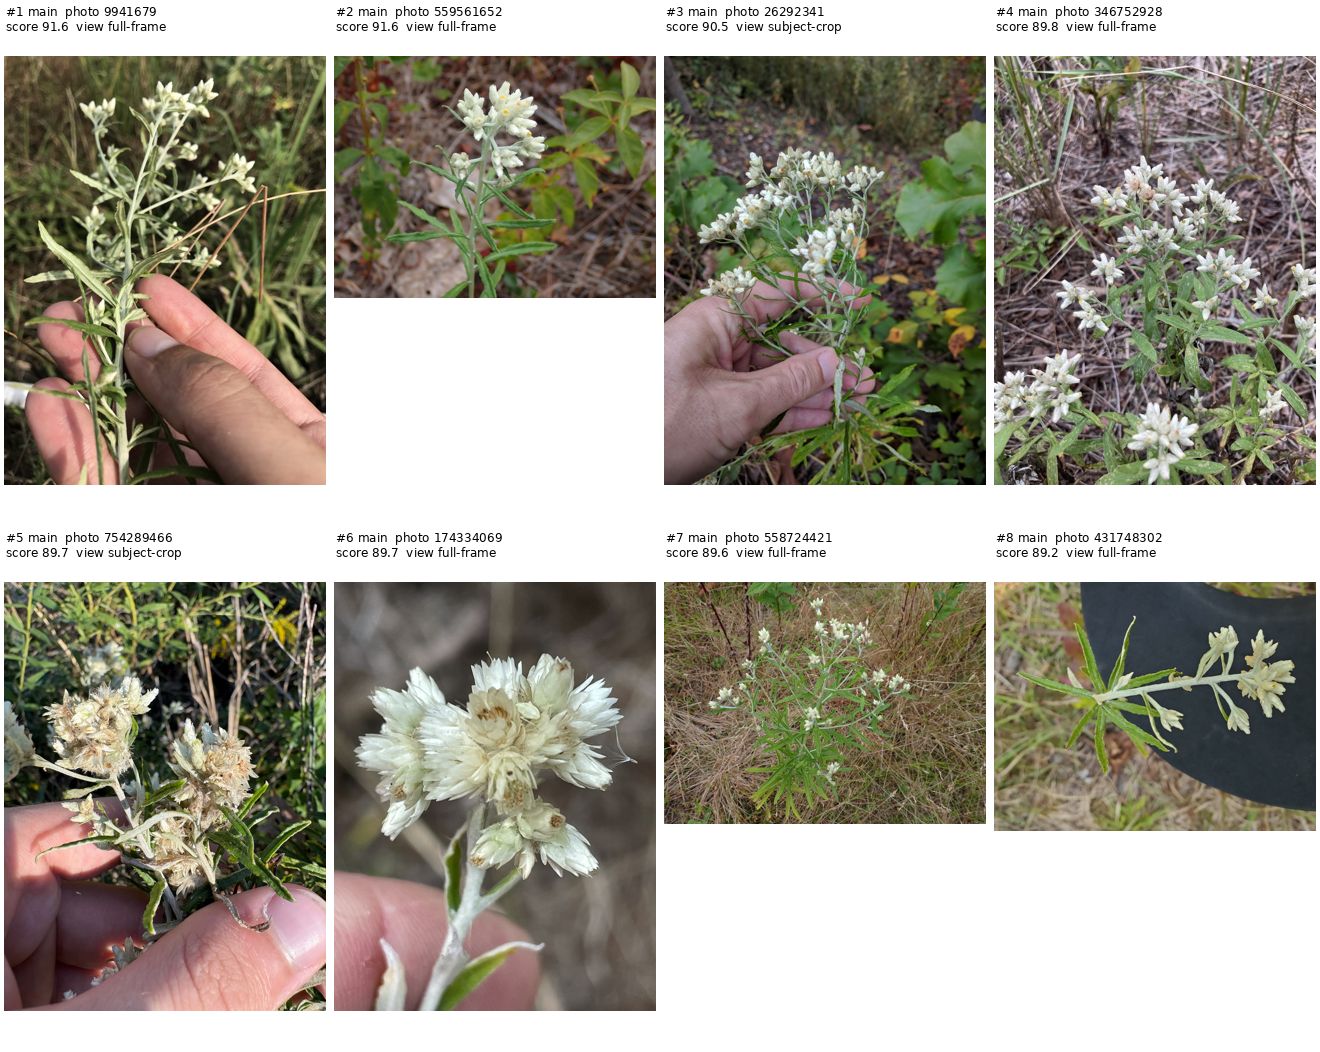 #1 main  photo 9941679
score 91.6  view full-frame
#2 main  photo 559561652
score 91.6  view full-frame
#3 main  photo 26292341
score 90.5  view subject-crop
#4 main  photo 346752928
score 89.8  view full-frame
#5 main  photo 754289466
score 89.7  view subject-crop
#6 main  photo 174334069
score 89.7  view full-frame
#7 main  photo 558724421
score 89.6  view full-frame
#8 main  photo 431748302
score 89.2  view full-frame